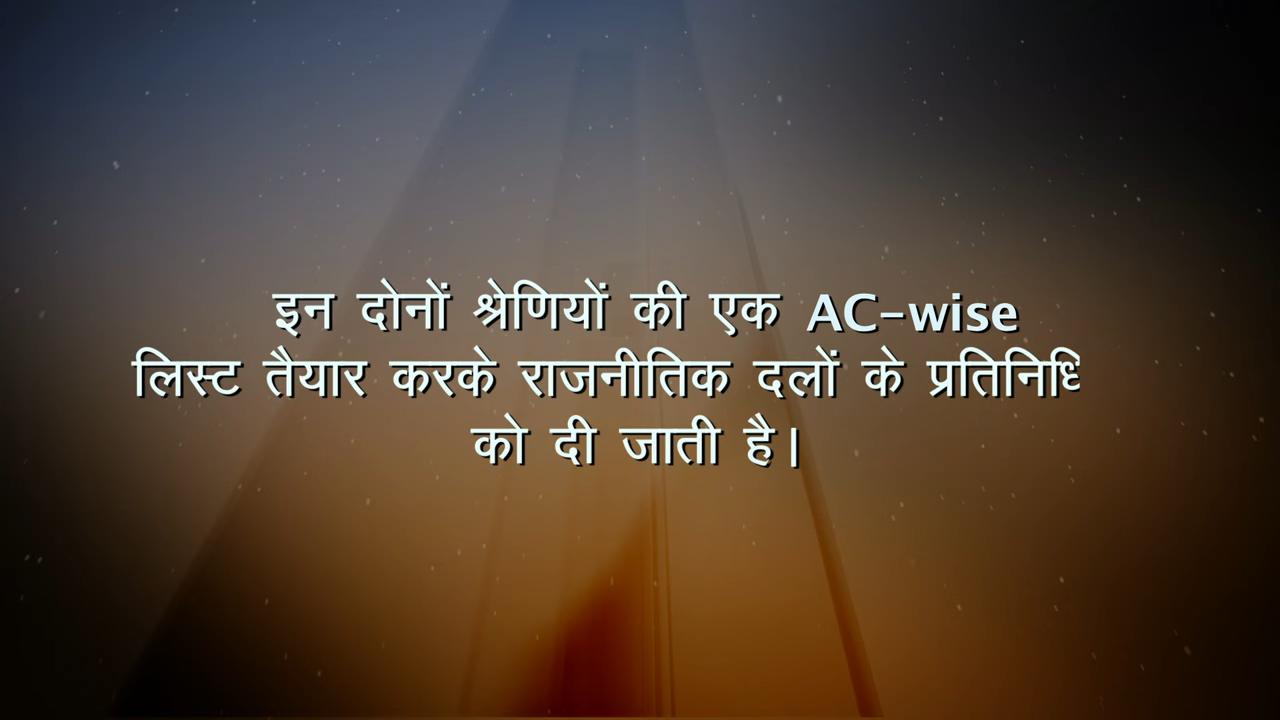 इन दोनों श्रेणियों की एक AC-wise
लिस्ट तैयार करके राजनीतिक दलों के प्रतिनिधि
को दी जाती है।